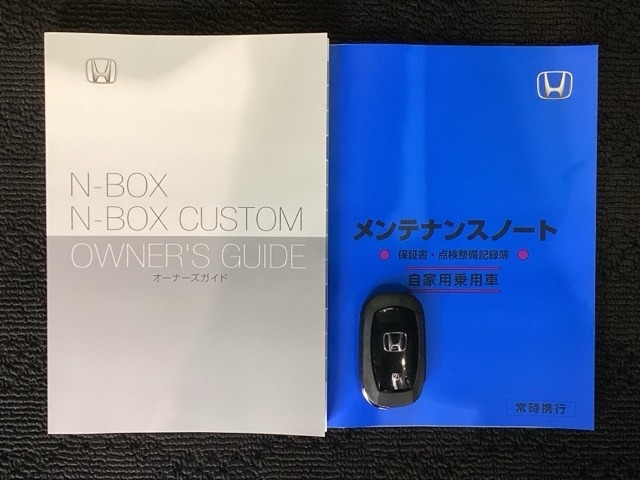 N-BOX
N-BOX CUSTOM
OWNER'S GUIDE
オーナーズガイド
メンテナンスノート
保証書・点検整備記録簿
自家用乗用車
常時携行